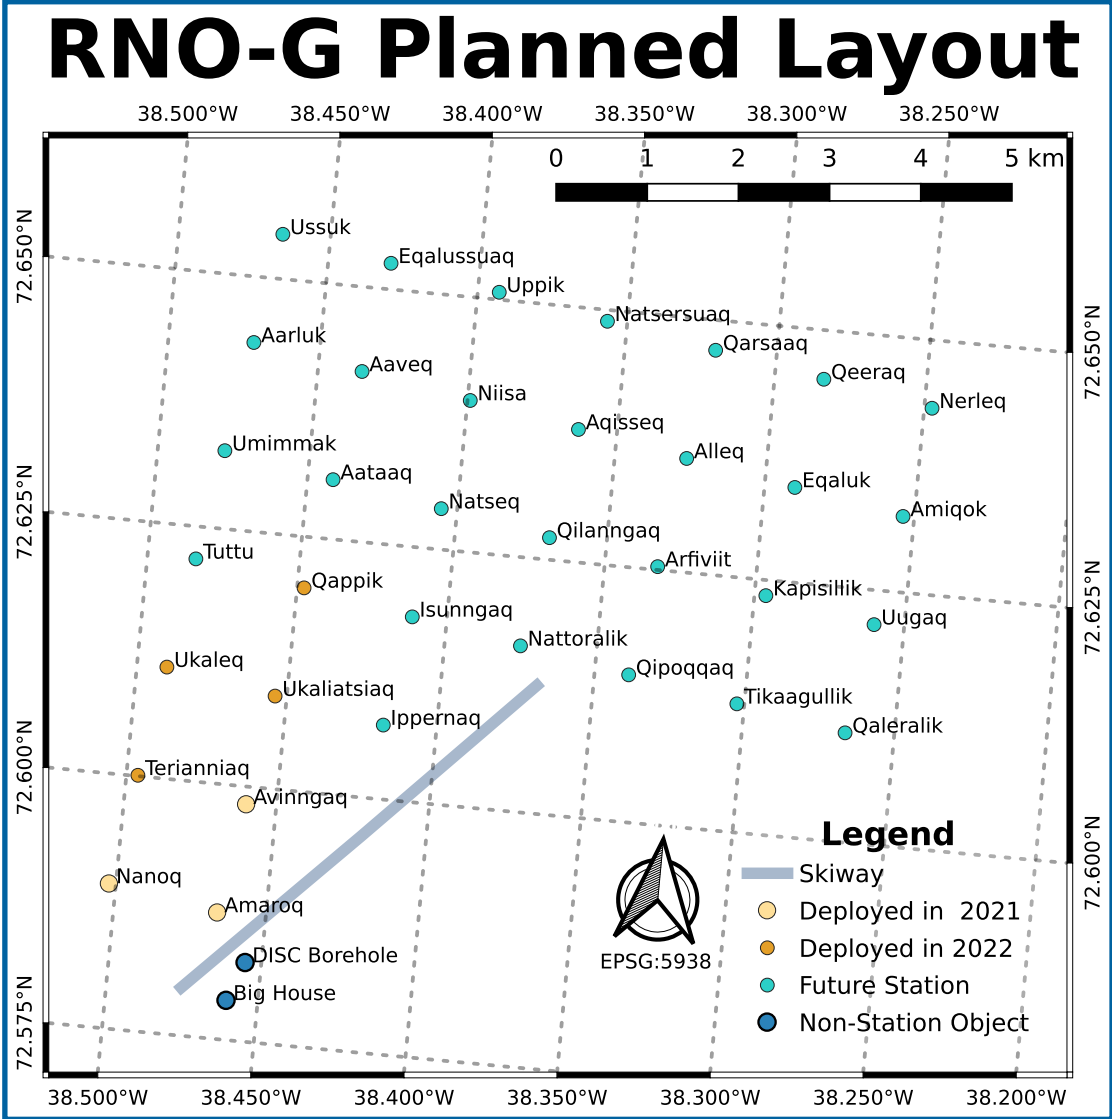 RNO-G Planned Layout
38.500°W 38.450°W 38.400°W 38.350°W 38.300°W 38.250°W
0 1 2 3 4 5 km
72.650°N
Ussuk
Eqalussuaq
Uppik
Natsersuaq
Aarluk
Qarsaaq
72.650°N
Aaveq
Qeeraq
Niisa
Nerleq
Aqisseq
Umimmak
Alleq
Aataaq
Eqaluk
Natseq
Amiqok
72.625°N
Qilanngaq
Tuttu
Arfiviit
Qappik
Kapisillik
72.625°N
Isunngaq
Uugaq
Nattoralik
Ukaleq
Qipoqqaq
Ukaliatsiaq
Tikaagullik
Ippernaq
Qaleralik
72.600°N
Terianniaq
Avinngaq
Legend
72.600°N
Nanoq
Skiway
Amaroq
Deployed in  2021
DISC Borehole
Deployed in 2022
EPSG:5938
Big House
Future Station
72.575°N
Non-Station Object
38.500°W 38.450°W 38.400°W 38.350°W 38.300°W 38.250°W 38.200°W